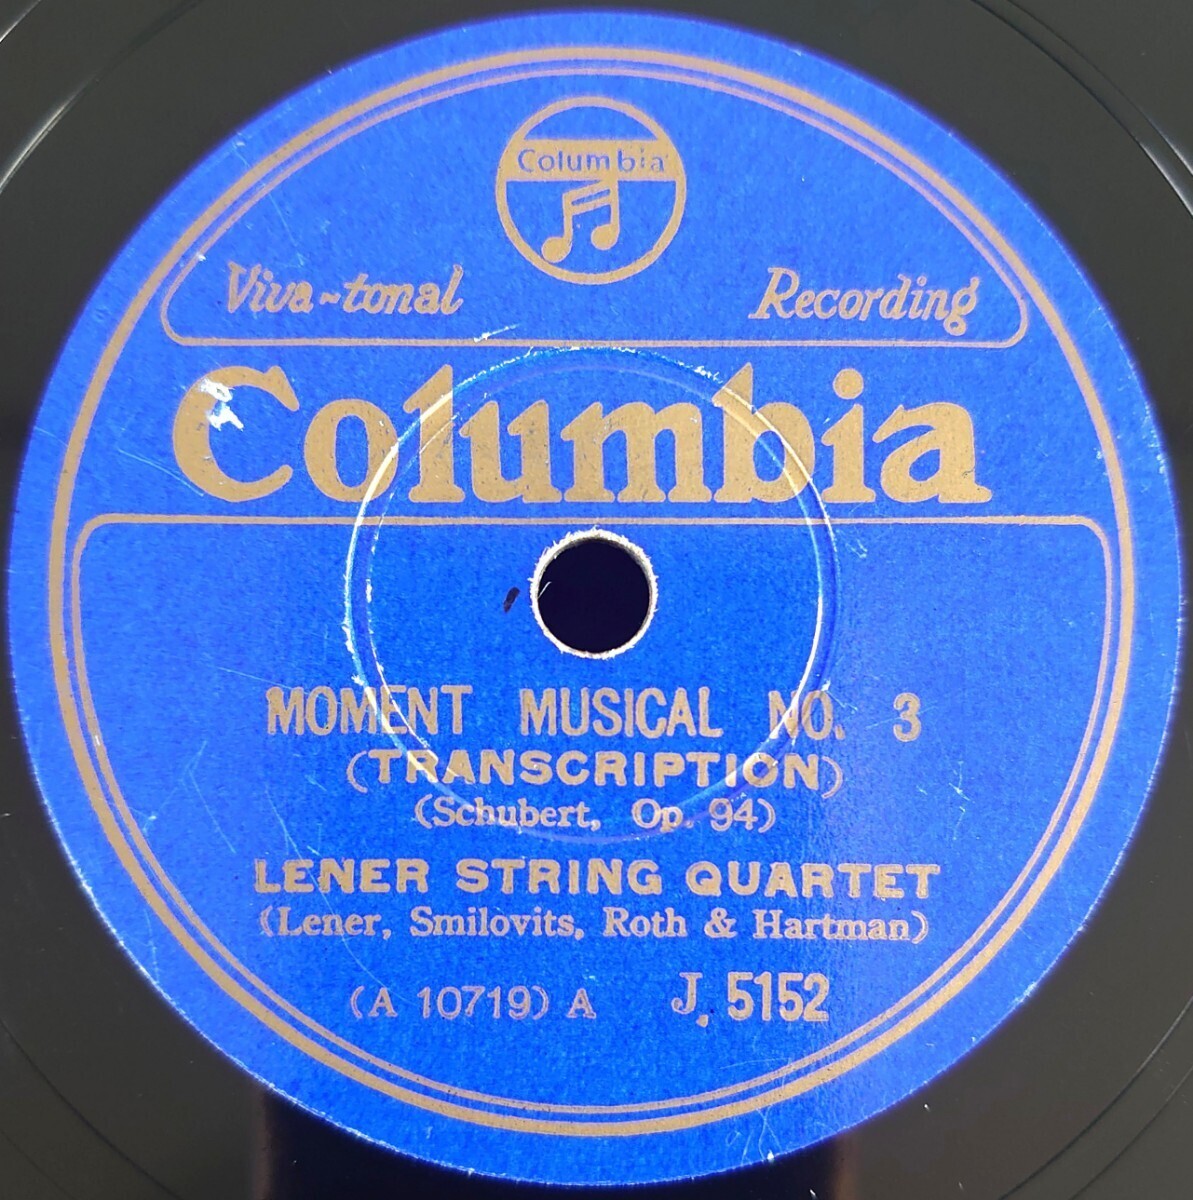 Columbia
Viva-tonal Recording
Columbia
MOMENT MUSICAL NO. 3
(TRANSCRIPTION)
(Schubert, Op. 94)
LENER STRING QUARTET
(Lener, Smilovits, Roth & Hartman)
(A 10719) A J. 5152